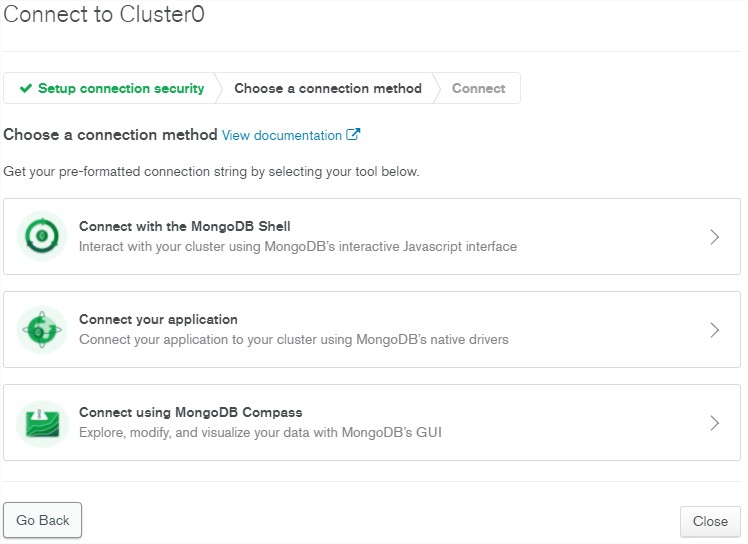 Connect to Cluster0
Setup connection security
Choose a connection method
Connect
Choose a connection method View documentation
Get your pre-formatted connection string by selecting your tool below.
Connect with the MongoDB Shell
Interact with your cluster using MongoDB's interactive Javascript interface
Connect your application
Connect your application to your cluster using MongoDB's native drivers
Connect using MongoDB Compass
Explore, modify, and visualize your data with MongoDB's GUI
Go Back
Close